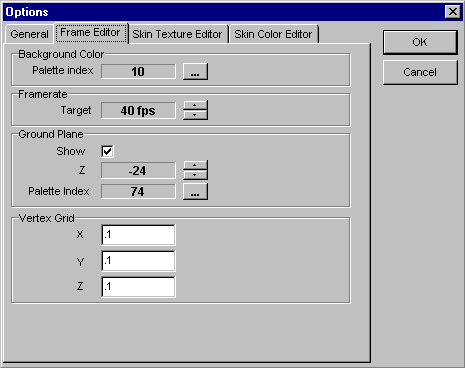 Options
General Frame Editor Skin Texture Editor Skin Color Editor
OK
Cancel
Background Color
Palette index 10 ...
Framerate
Target 40 fps
Ground Plane
Show
Z -24
Palette Index 74 ...
Vertex Grid
X .1
Y .1
Z .1